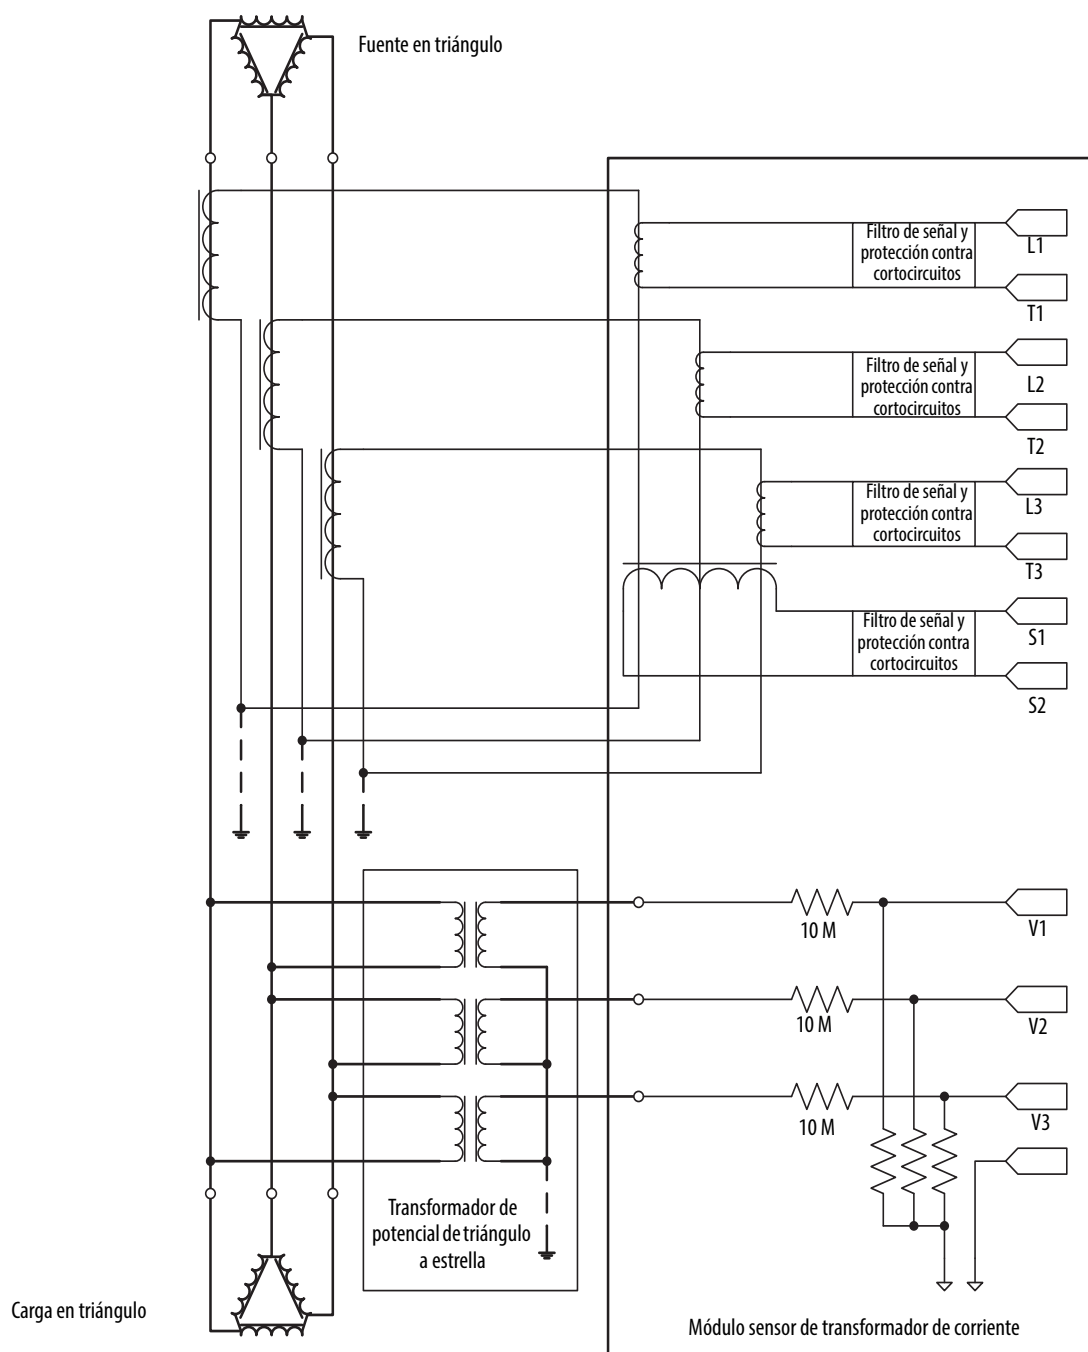 Fuente en triángulo
Filtro de señal y
protección contra
cortocircuitos
L1
T1
Filtro de señal y
protección contra
cortocircuitos
L2
T2
Filtro de señal y
protección contra
cortocircuitos
L3
T3
Filtro de señal y
protección contra
cortocircuitos
S1
S2
10 M
V1
10 M
V2
10 M
V3
Transformador de
potencial de triángulo
a estrella
Carga en triángulo
Módulo sensor de transformador de corriente